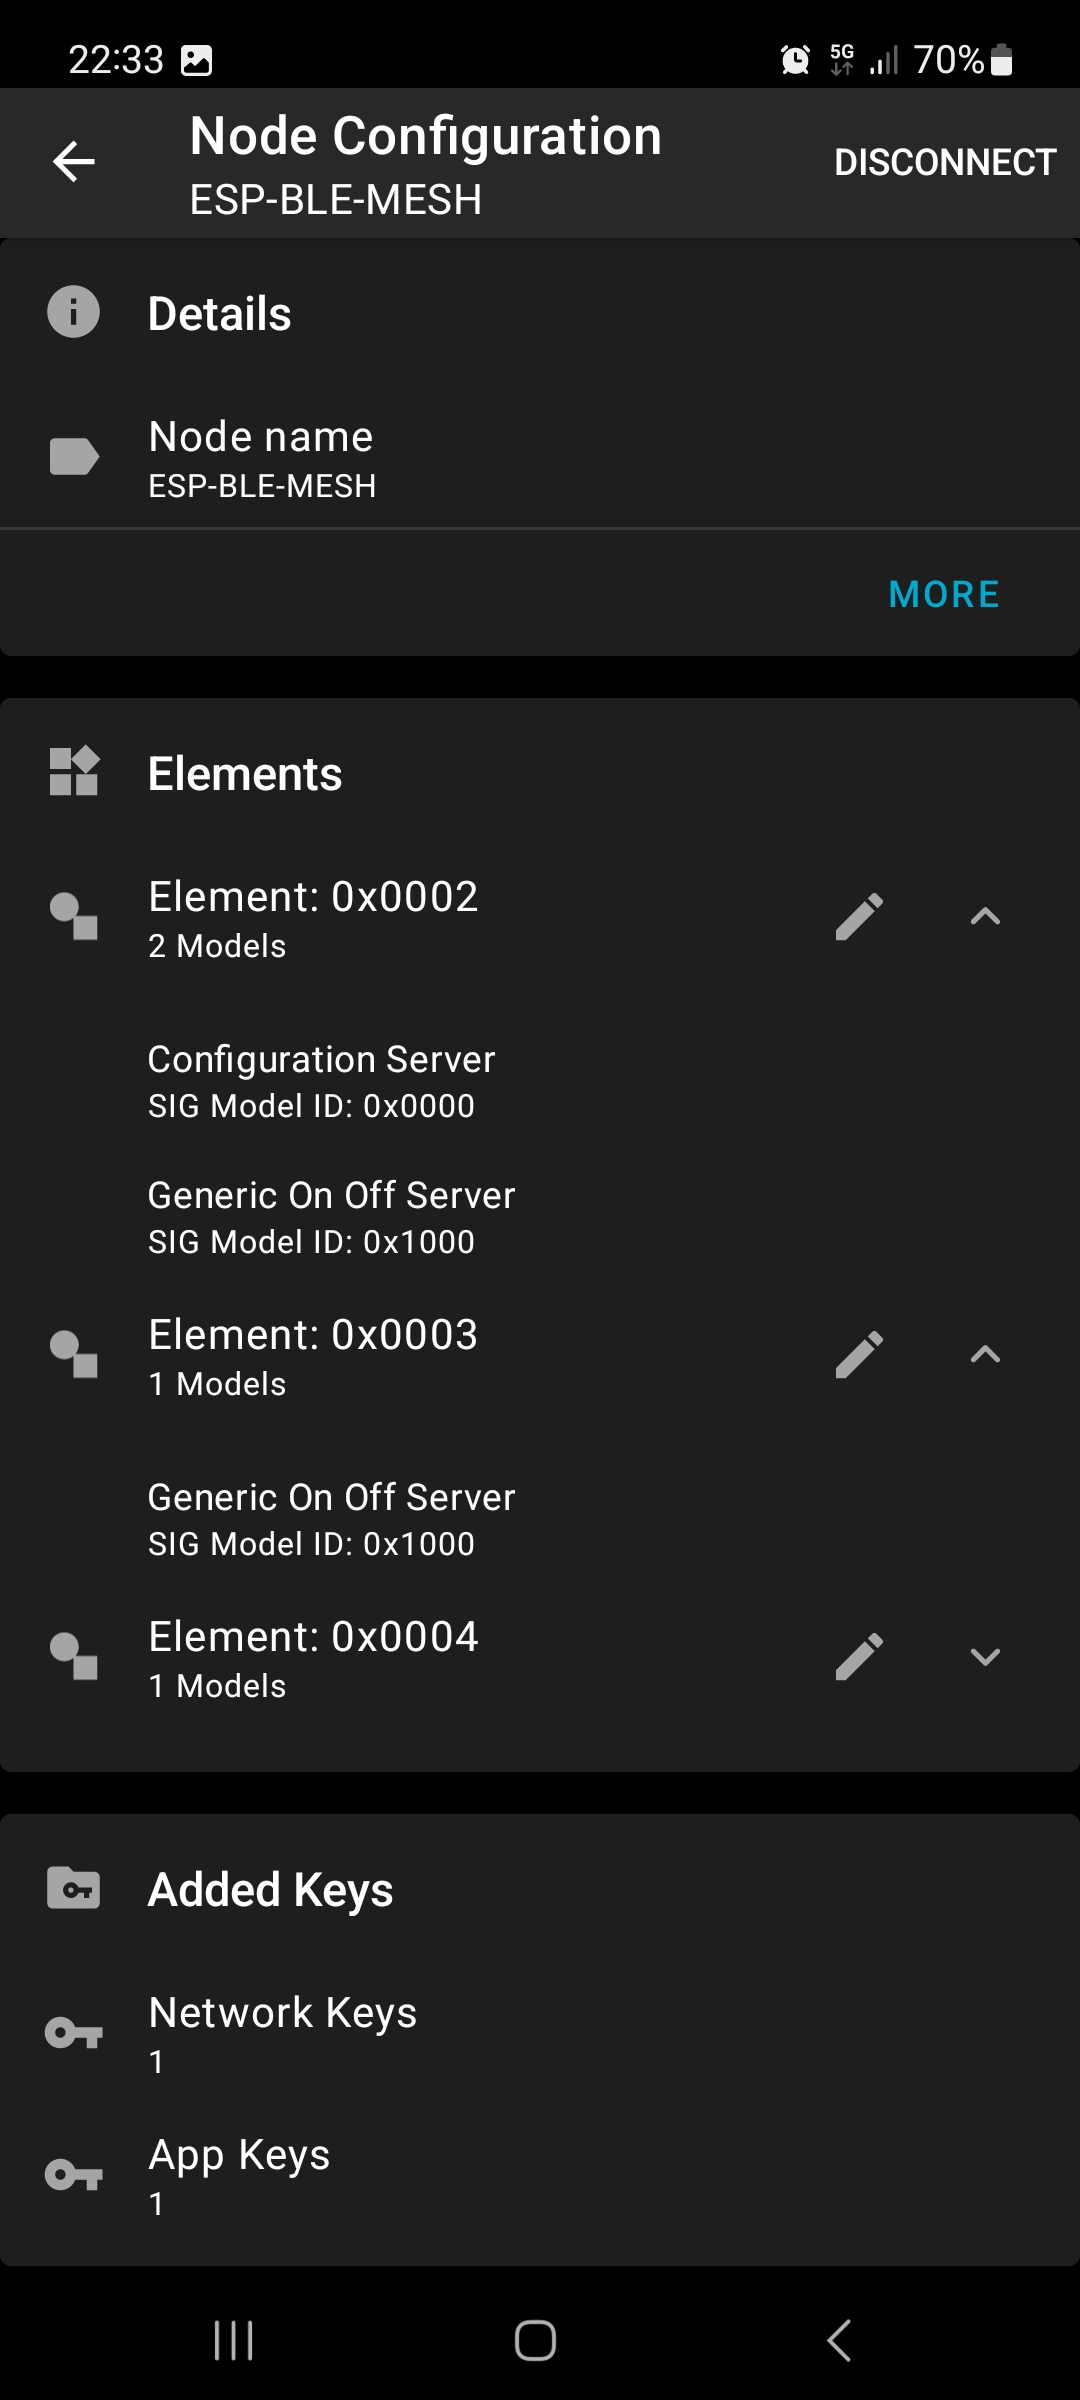 22:33
5G
70%
Node Configuration
ESP-BLE-MESH
DISCONNECT
Details
Node name
ESP-BLE-MESH
MORE
Elements
Element: 0x0002
2 Models
Configuration Server
SIG Model ID: 0x0000
Generic On Off Server
SIG Model ID: 0x1000
Element: 0x0003
1 Models
Generic On Off Server
SIG Model ID: 0x1000
Element: 0x0004
1 Models
Added Keys
Network Keys
1
App Keys
1